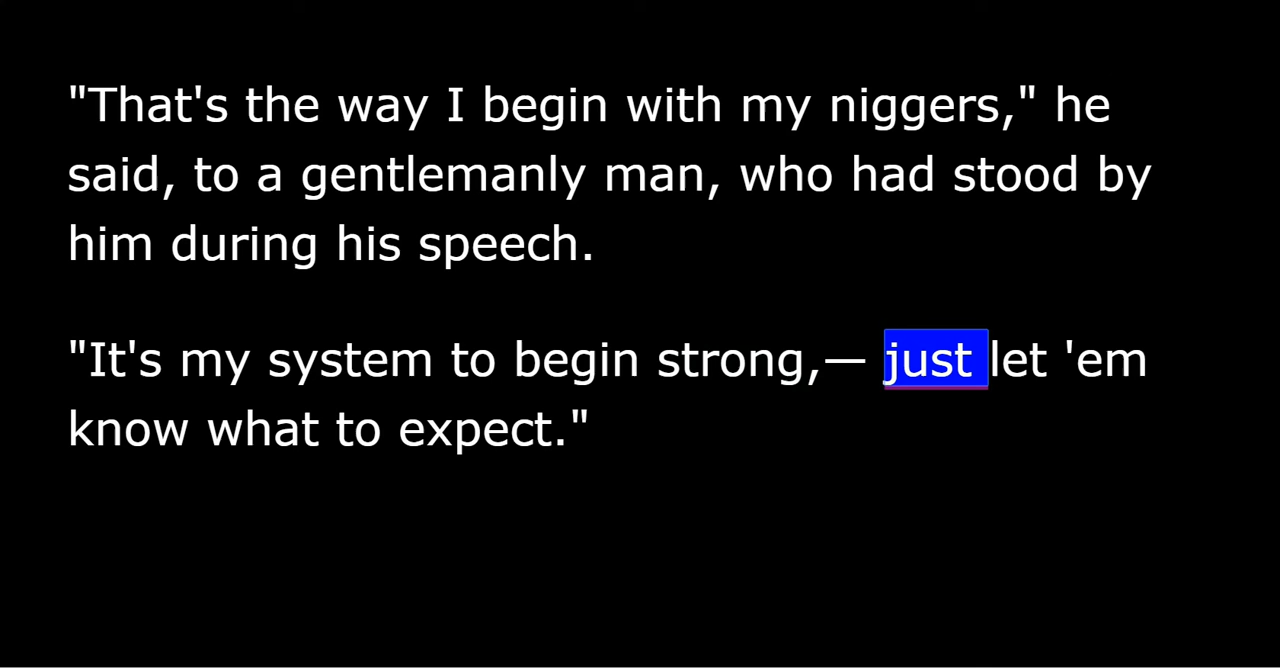 "That's the way I begin with my niggers," he
said, to a gentlemanly man, who had stood by
him during his speech.
"It's my system to begin strong,— just let 'em
know what to expect."